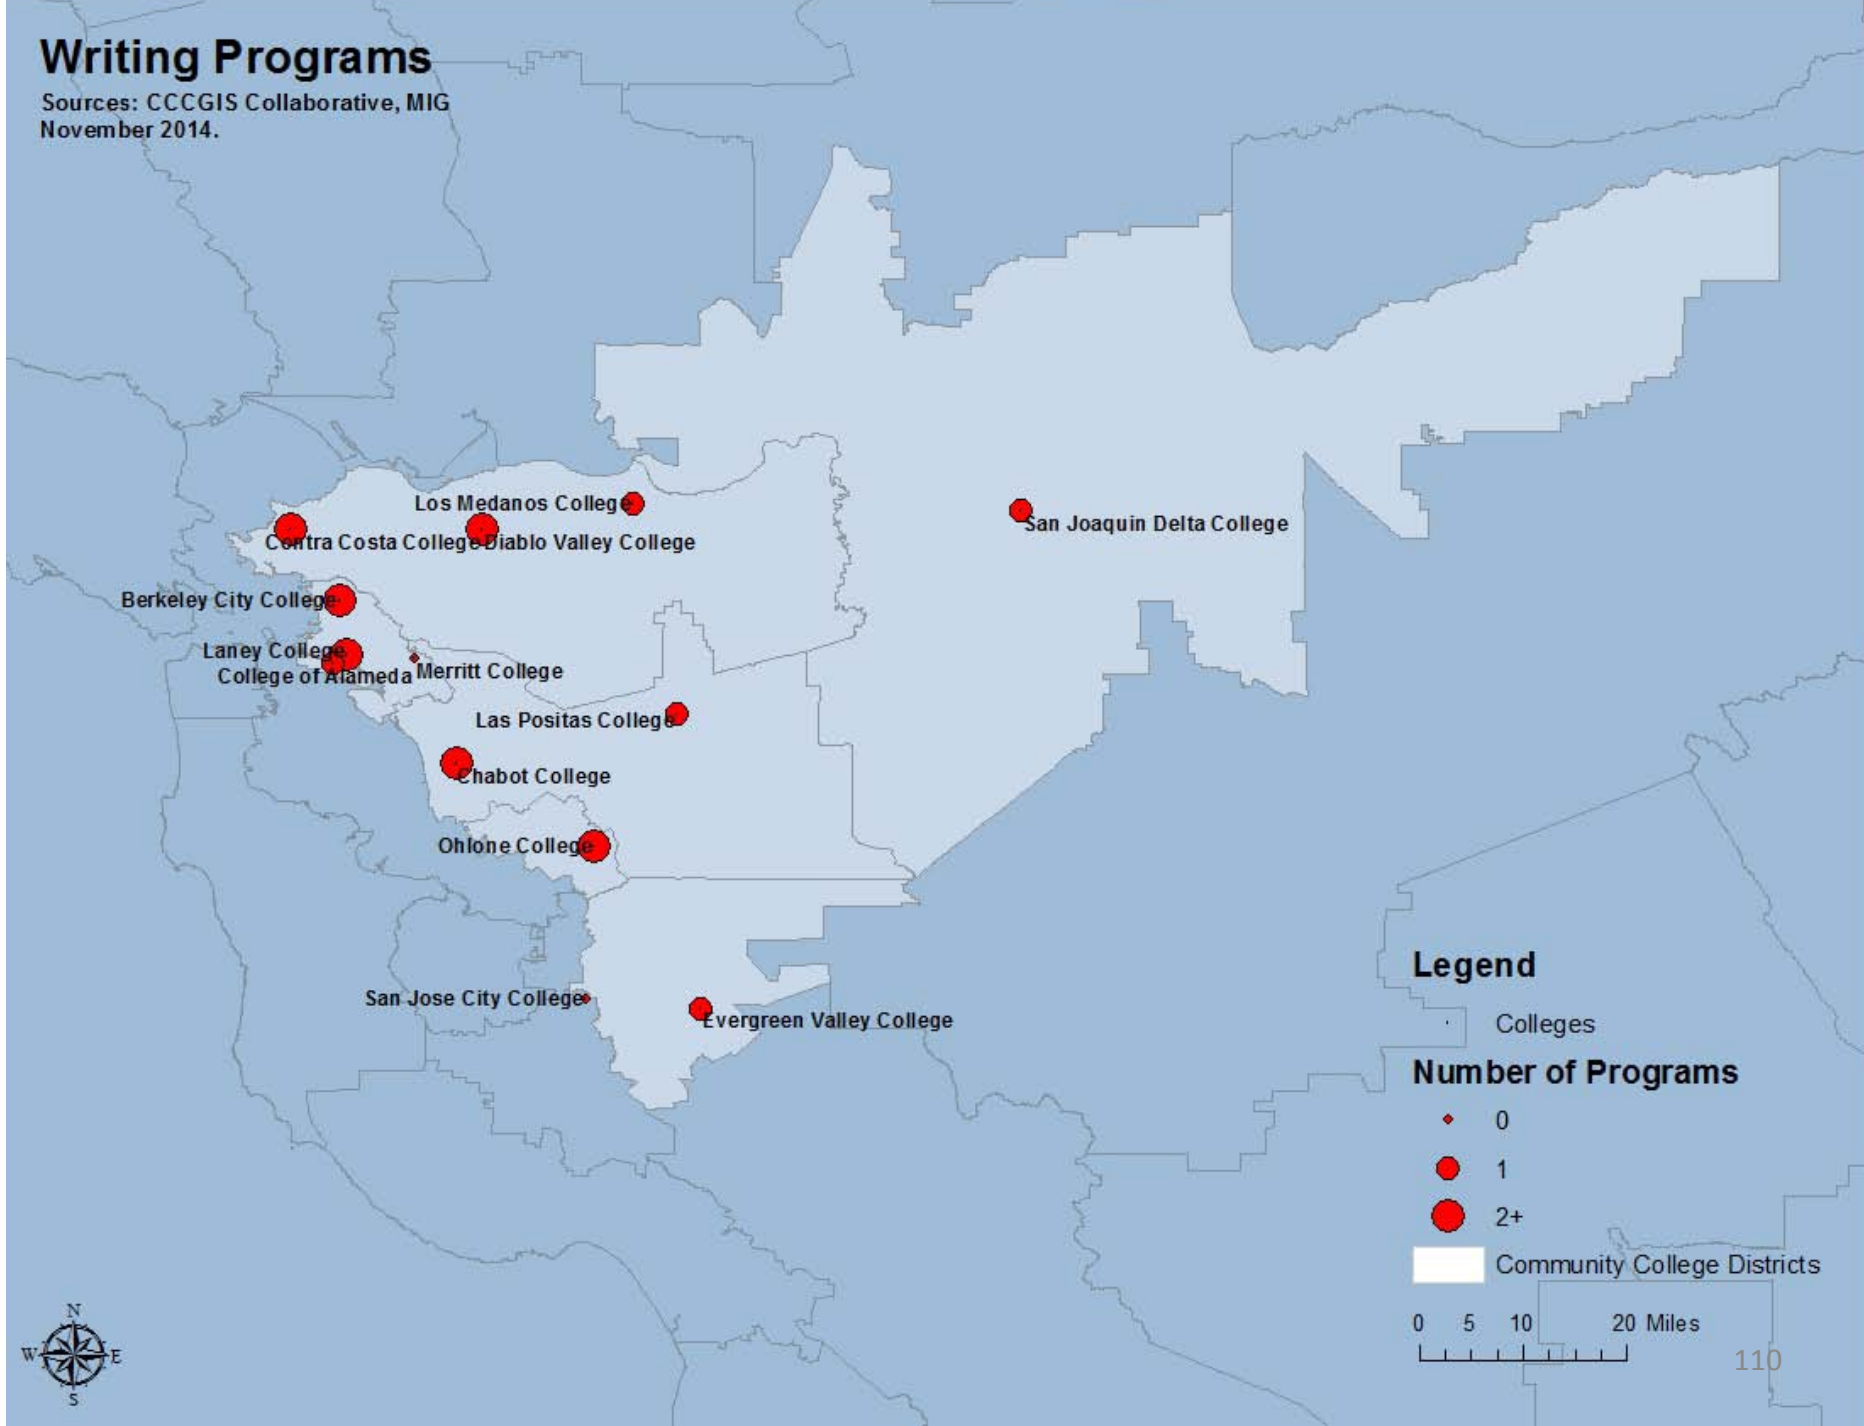 Writing Programs
Sources: CCCGIS Collaborative, MIG
November 2014.
Los Medanos College
Contra Costa College
Diablo Valley College
San Joaquin Delta College
Berkeley City College
Laney College
College of Alameda
Merritt College
Las Positas College
Chabot College
Ohlone College
San Jose City College
Evergreen Valley College
Legend
Colleges
Number of Programs
0
1
2+
Community College Districts
0 5 10 20 Miles
110
N
W E
S